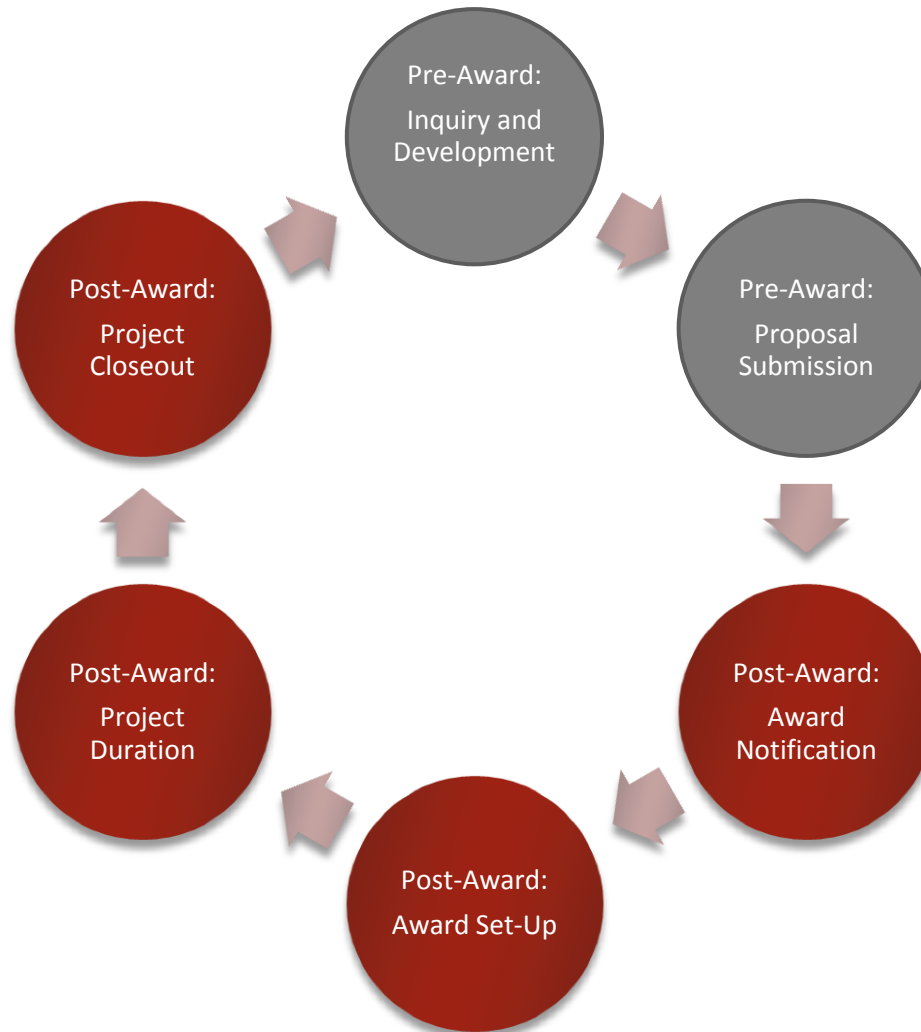 Pre-Award:
Inquiry and
Development
Pre-Award:
Proposal
Submission
Post-Award:
Award
Notification
Post-Award:
Award Set-Up
Post-Award:
Project
Duration
Post-Award:
Project
Closeout